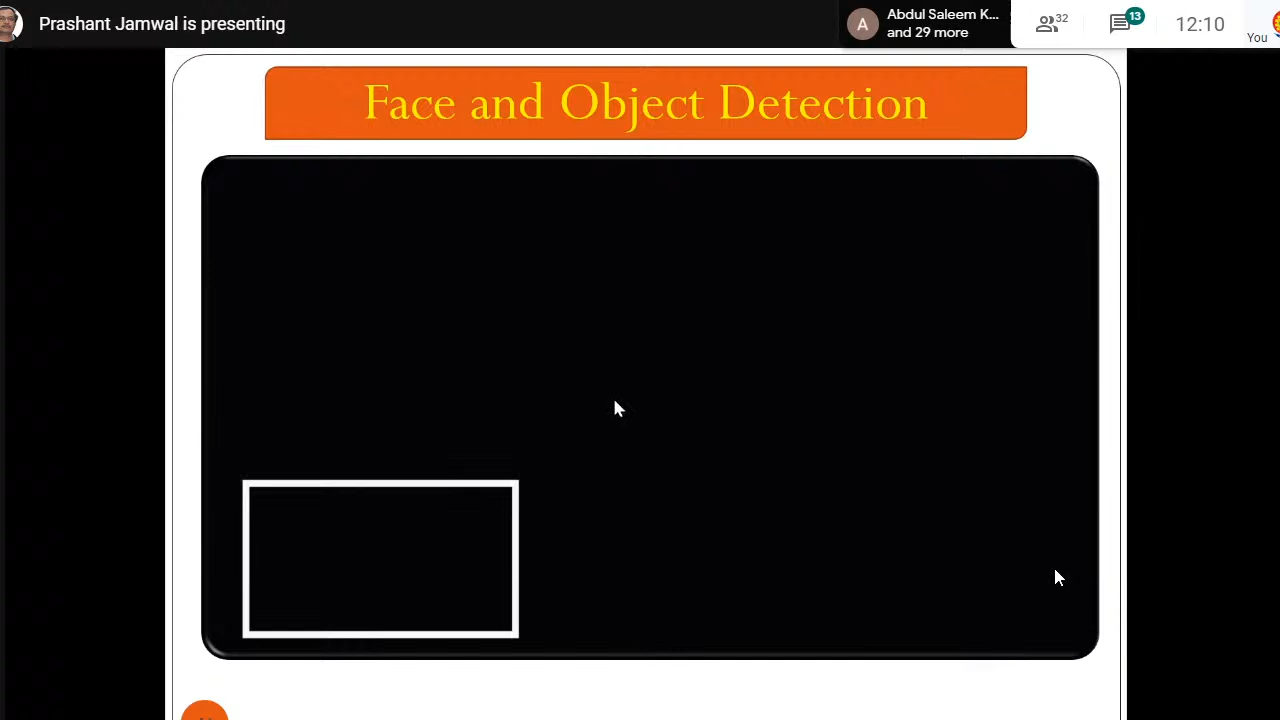 Prashant Jamwal is presenting
A
Abdul Saleem K...
and 29 more
32
13
12:10
You
Face and Object Detection